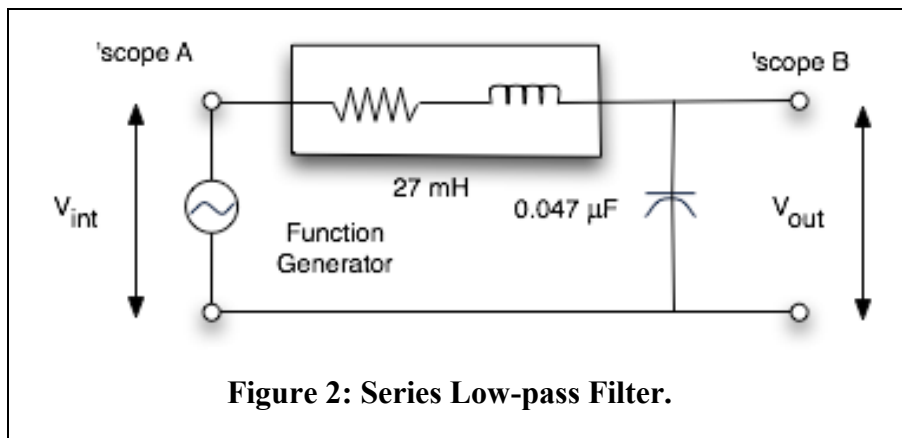 'scope A
'scope B
27 mH
0.047 μF
V_int
Function
Generator
V_out
Figure 2: Series Low-pass Filter.